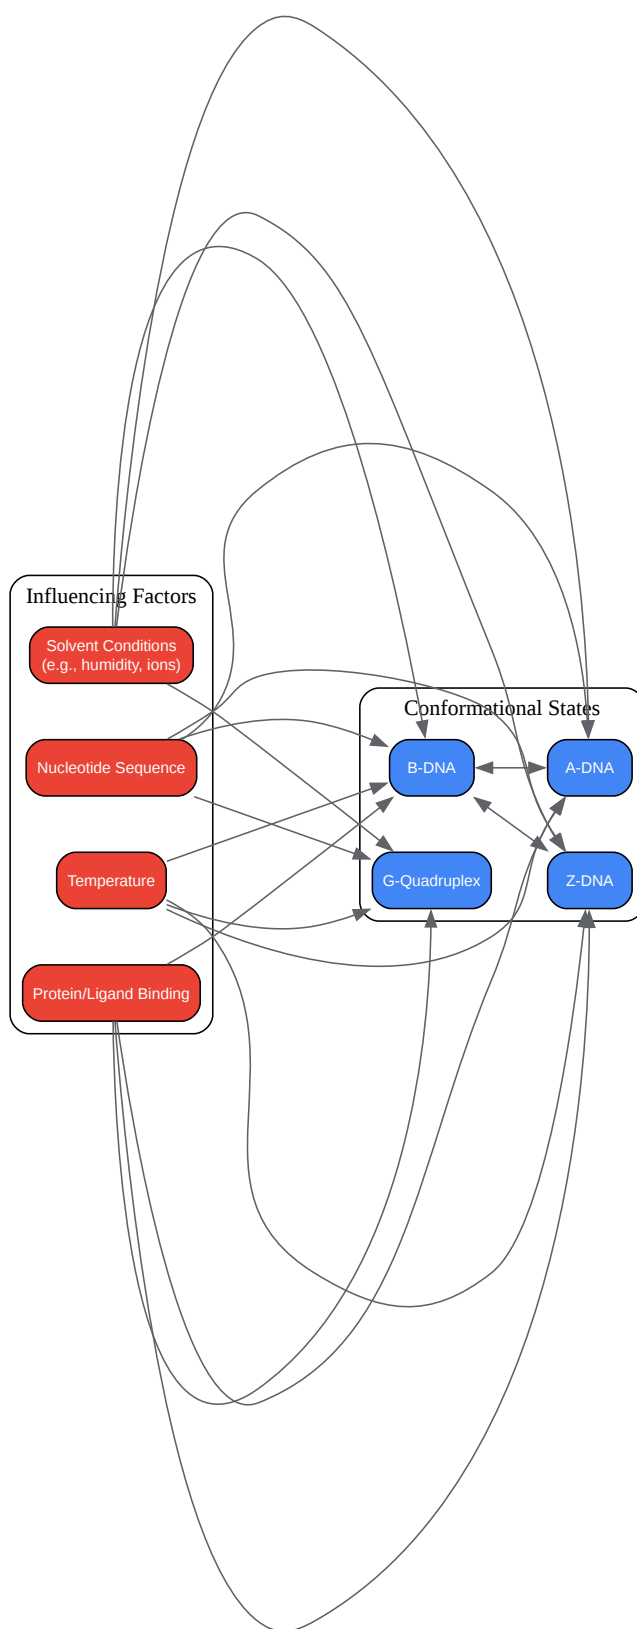 Influencing Factors
Solvent Conditions
(e.g., humidity, ions)
Nucleotide Sequence
Temperature
Protein/Ligand Binding
Conformational States
B-DNA
A-DNA
G-Quadruplex
Z-DNA